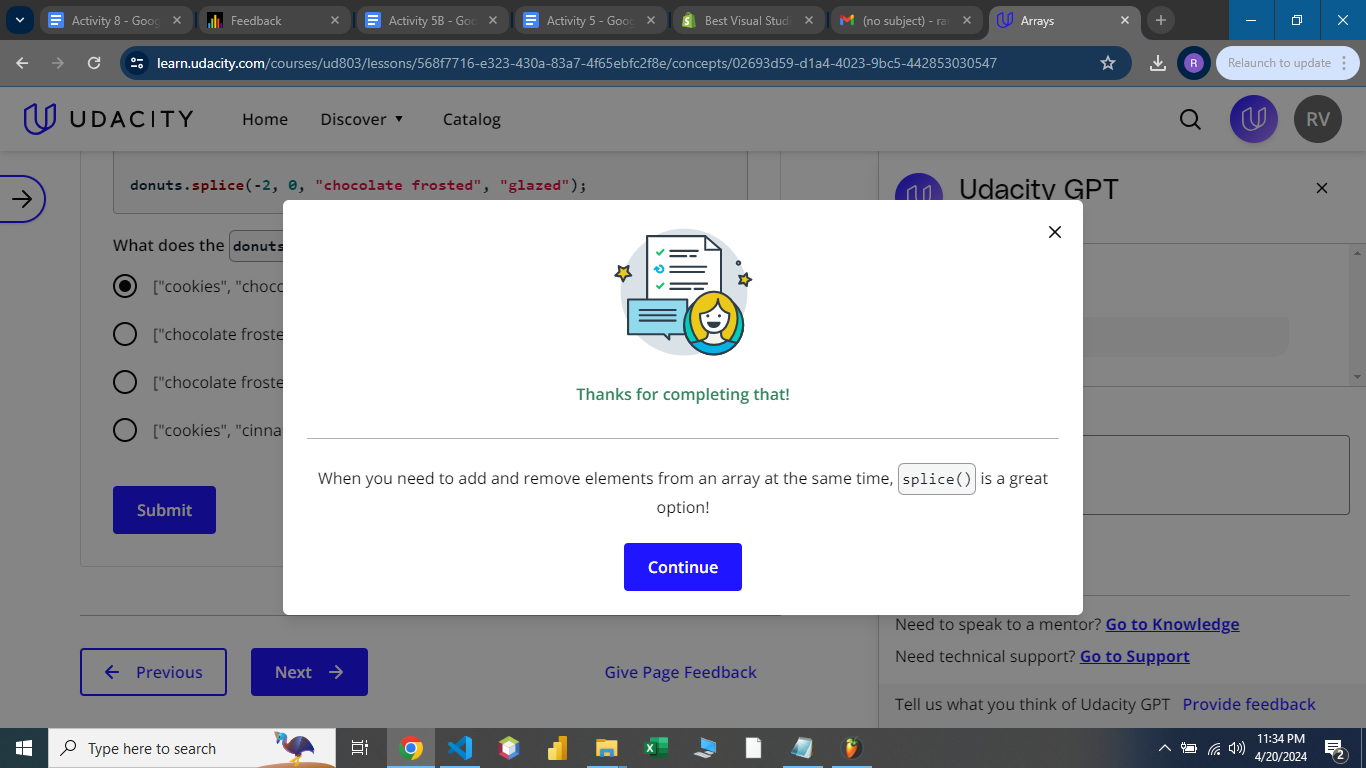 Activity 8 - Goog
Feedback
Activity 5B - Goo
Activity 5 - Goog
Best Visual Studi
(no subject) - ran
Arrays
learn.udacity.com/courses/ud803/lessons/568f7716-e323-430a-83a7-4f65ebfc2f8e/concepts/02693d59-d1a4-4023-9bc5-442853030547
R
Relaunch to update
UDACITY
Home
Discover
Catalog
RV
donuts.splice(-2, 0, "chocolate frosted", "glazed");
Udacity GPT
What does the donuts
["cookies", "choco
["chocolate froste
["chocolate froste
["cookies", "cinna
Submit
Thanks for completing that!
When you need to add and remove elements from an array at the same time, splice() is a great
option!
Continue
Need to speak to a mentor? Go to Knowledge
Need technical support? Go to Support
Previous
Next
Give Page Feedback
Tell us what you think of Udacity GPT Provide feedback
Type here to search
11:34 PM
4/20/2024
2